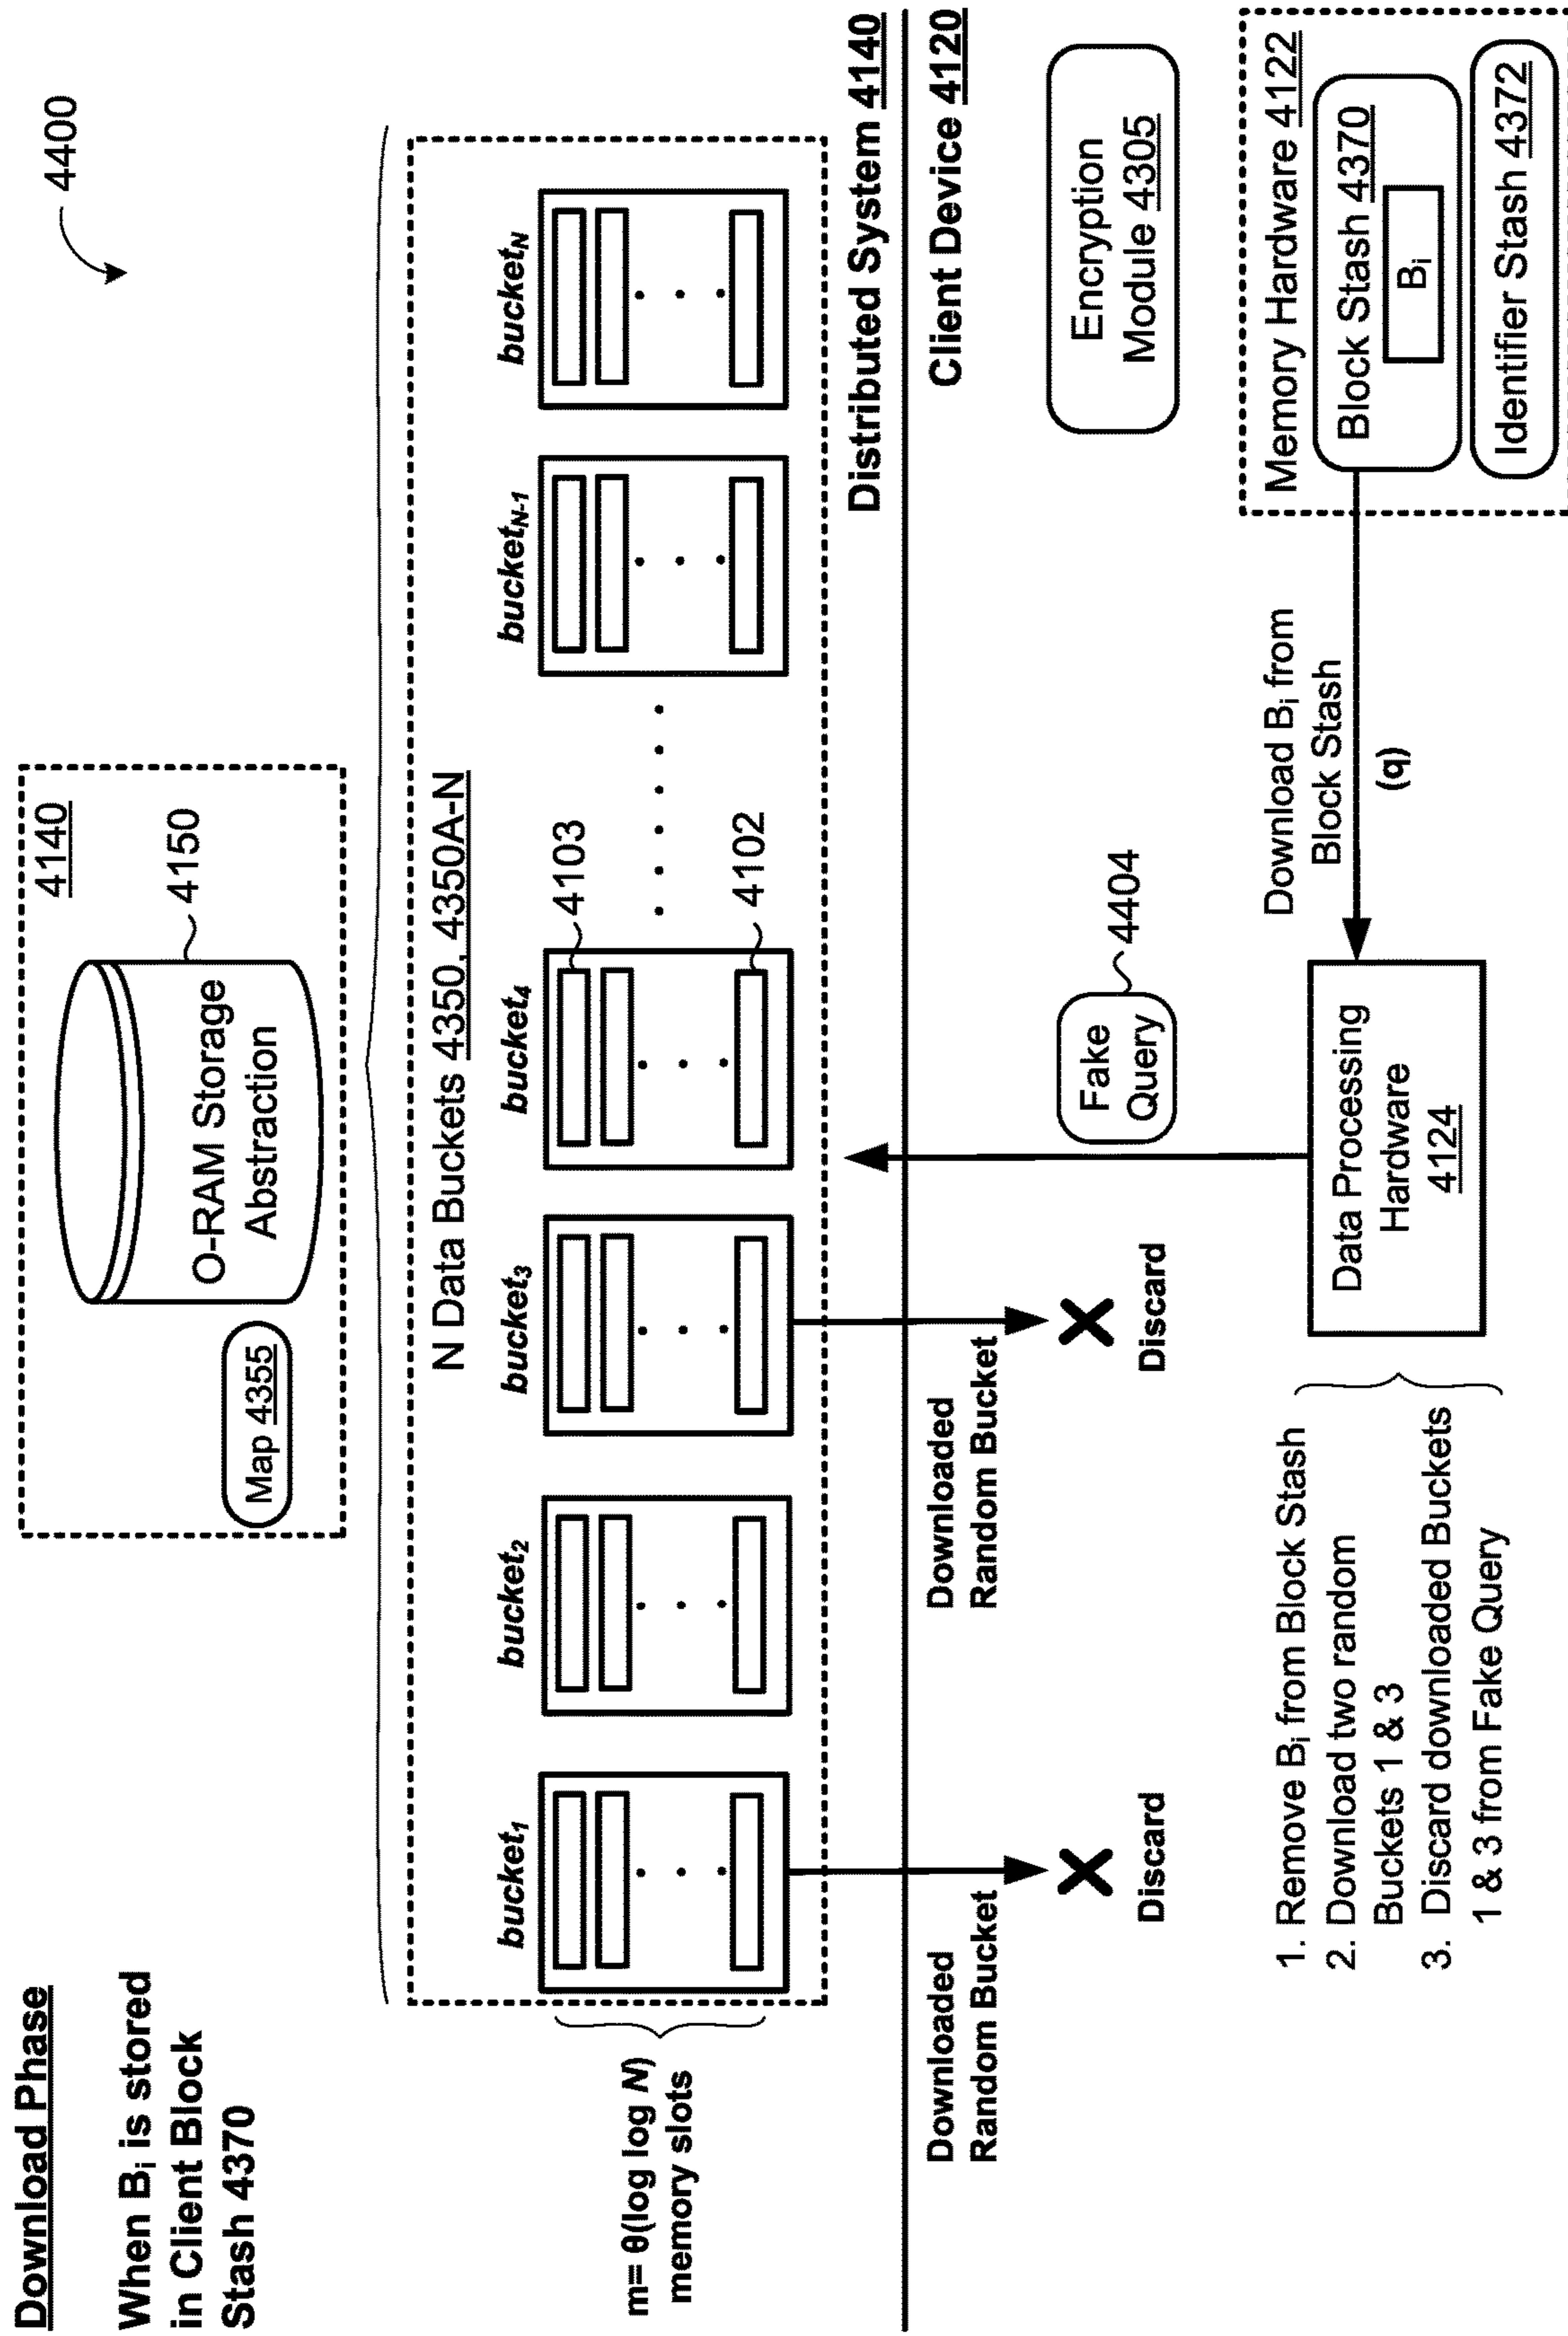 Download Phase
When Bi is stored
in Client Block
Stash 4370
4400
4140
4150
O-RAM Storage
Abstraction
Map 4355
N Data Buckets 4350, 4350A-N
bucket1
bucket2
bucket3
bucket4
bucketN-1
bucketN
4103
4102
m= θ(log log N)
memory slots
Distributed System 4140
Client Device 4120
Downloaded
Random Bucket
Discard
Downloaded
Random Bucket
Discard
Fake
Query
4404
Encryption
Module 4305
1. Remove Bi from Block Stash
2. Download two random
Buckets 1 & 3
3. Discard downloaded Buckets
1 & 3 from Fake Query
Data Processing
Hardware
4124
Download Bi from
Block Stash
(q)
Memory Hardware 4122
Block Stash 4370
Bi
Identifier Stash 4372